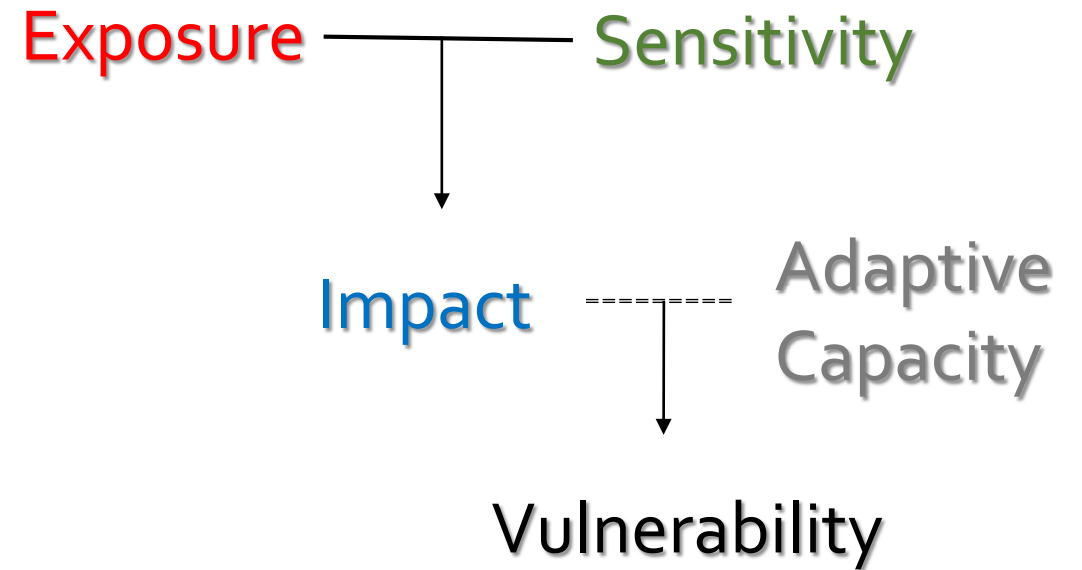 Exposure
Sensitivity
Impact
Adaptive
Capacity
Vulnerability